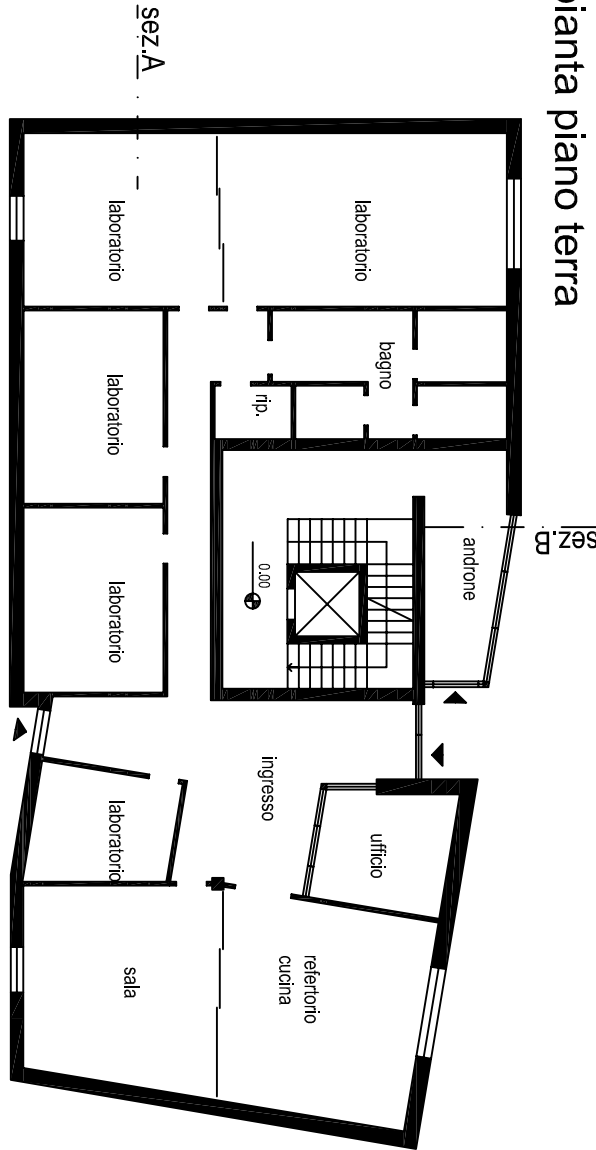 pianta piano terra
sez.A
sez.B
laboratorio
laboratorio
bagno
rip.
laboratorio
androne
0.00
laboratorio
ingresso
ufficio
laboratorio
refertorio
cucina
sala